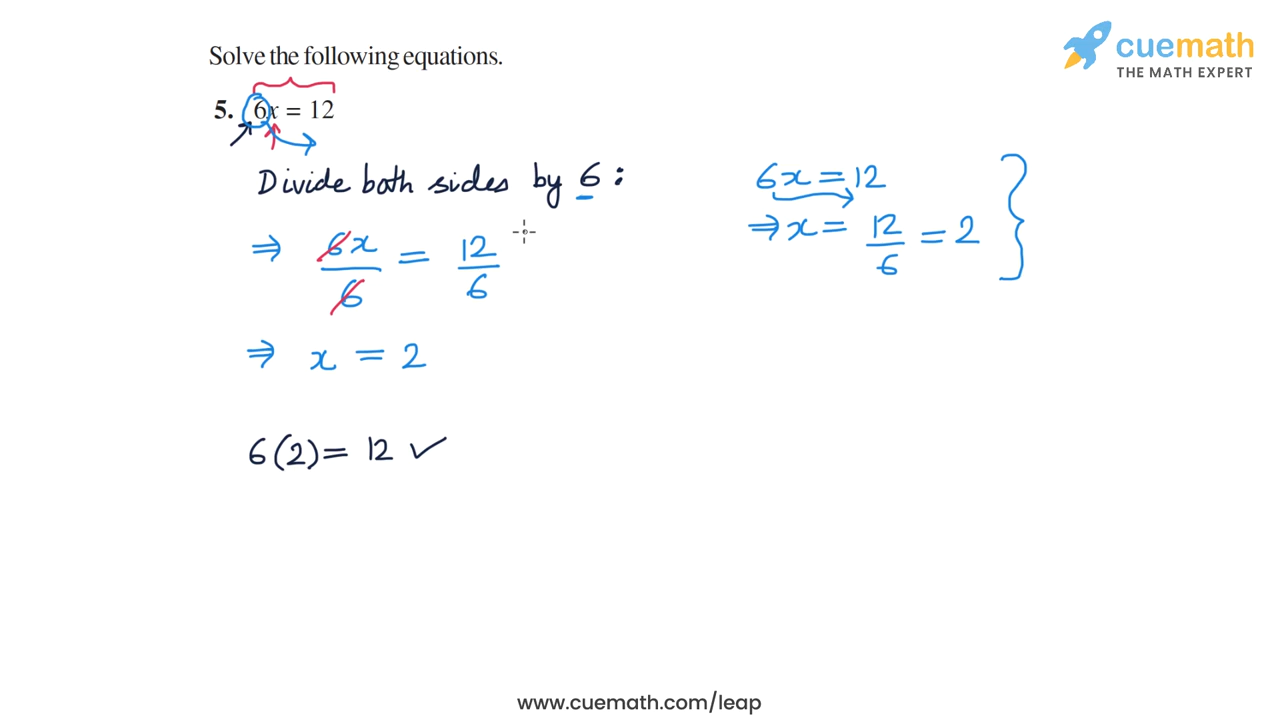 cuemath
THE MATH EXPERT
Solve the following equations.
5. 6x = 12
Divide both sides by 6 :
⇒ 6x/6 = 12/6
⇒ x = 2
6(2) = 12 ✓
6x = 12
⇒ x = 12/6 = 2
www.cuemath.com/leap